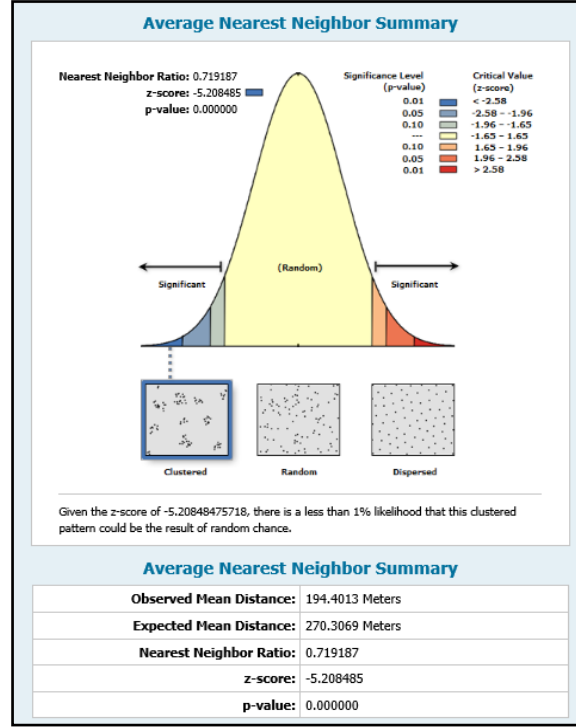 Average Nearest Neighbor Summary
Nearest Neighbor Ratio: 0.719187
z-score: -5.208485
p-value: 0.000000
Significance Level Critical Value
(p-value) (z-score)
0.01 < -2.58
0.05 -2.58 - -1.96
0.10 -1.96 - -1.65
--- -1.65 - 1.65
0.10 1.65 - 1.96
0.05 1.96 - 2.58
0.01 > 2.58
(Random)
Significant Significant
Clustered Random Dispersed
Given the z-score of -5.20848475718, there is a less than 1% likelihood that this clustered
pattern could be the result of random chance.
Average Nearest Neighbor Summary
Observed Mean Distance: 194.4013 Meters
Expected Mean Distance: 270.3069 Meters
Nearest Neighbor Ratio: 0.719187
z-score: -5.208485
p-value: 0.000000